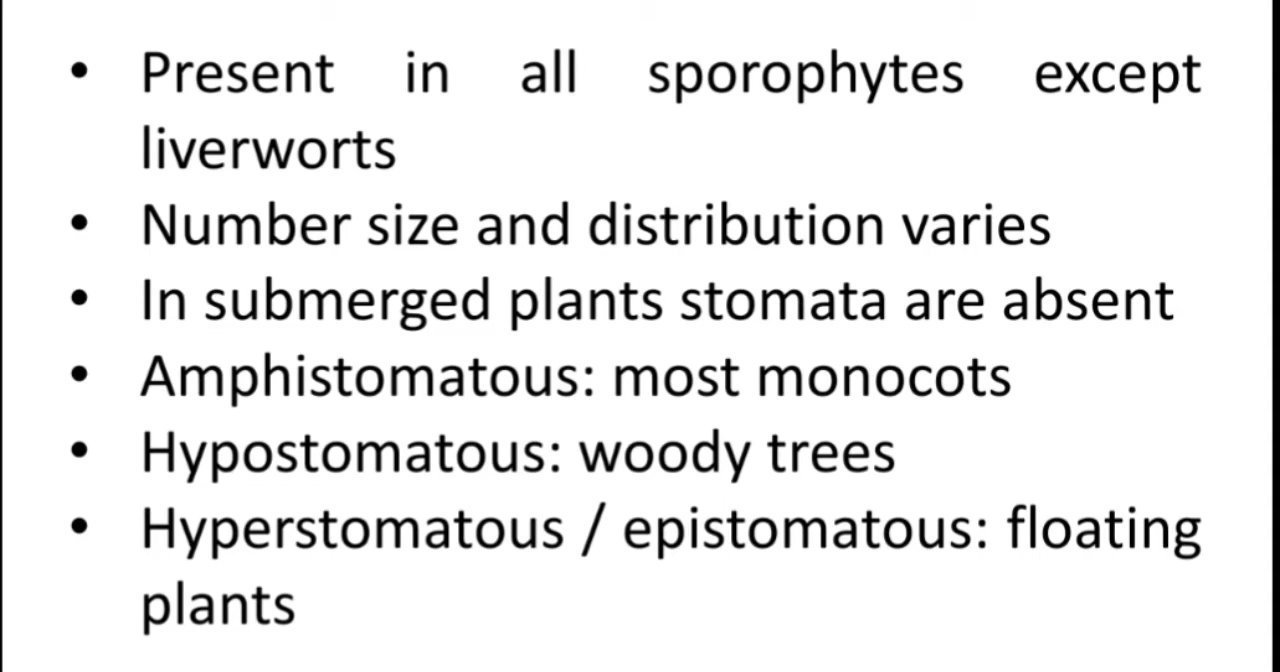 • Present in all sporophytes except
liverworts
• Number size and distribution varies
• In submerged plants stomata are absent
• Amphistomatous: most monocots
• Hypostomatous: woody trees
• Hyperstomatous / epistomatous: floating
plants